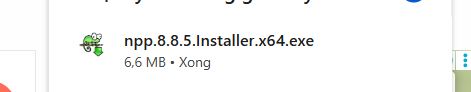 npp.8.8.5.Installer.x64.exe
6,6 MB • Xong